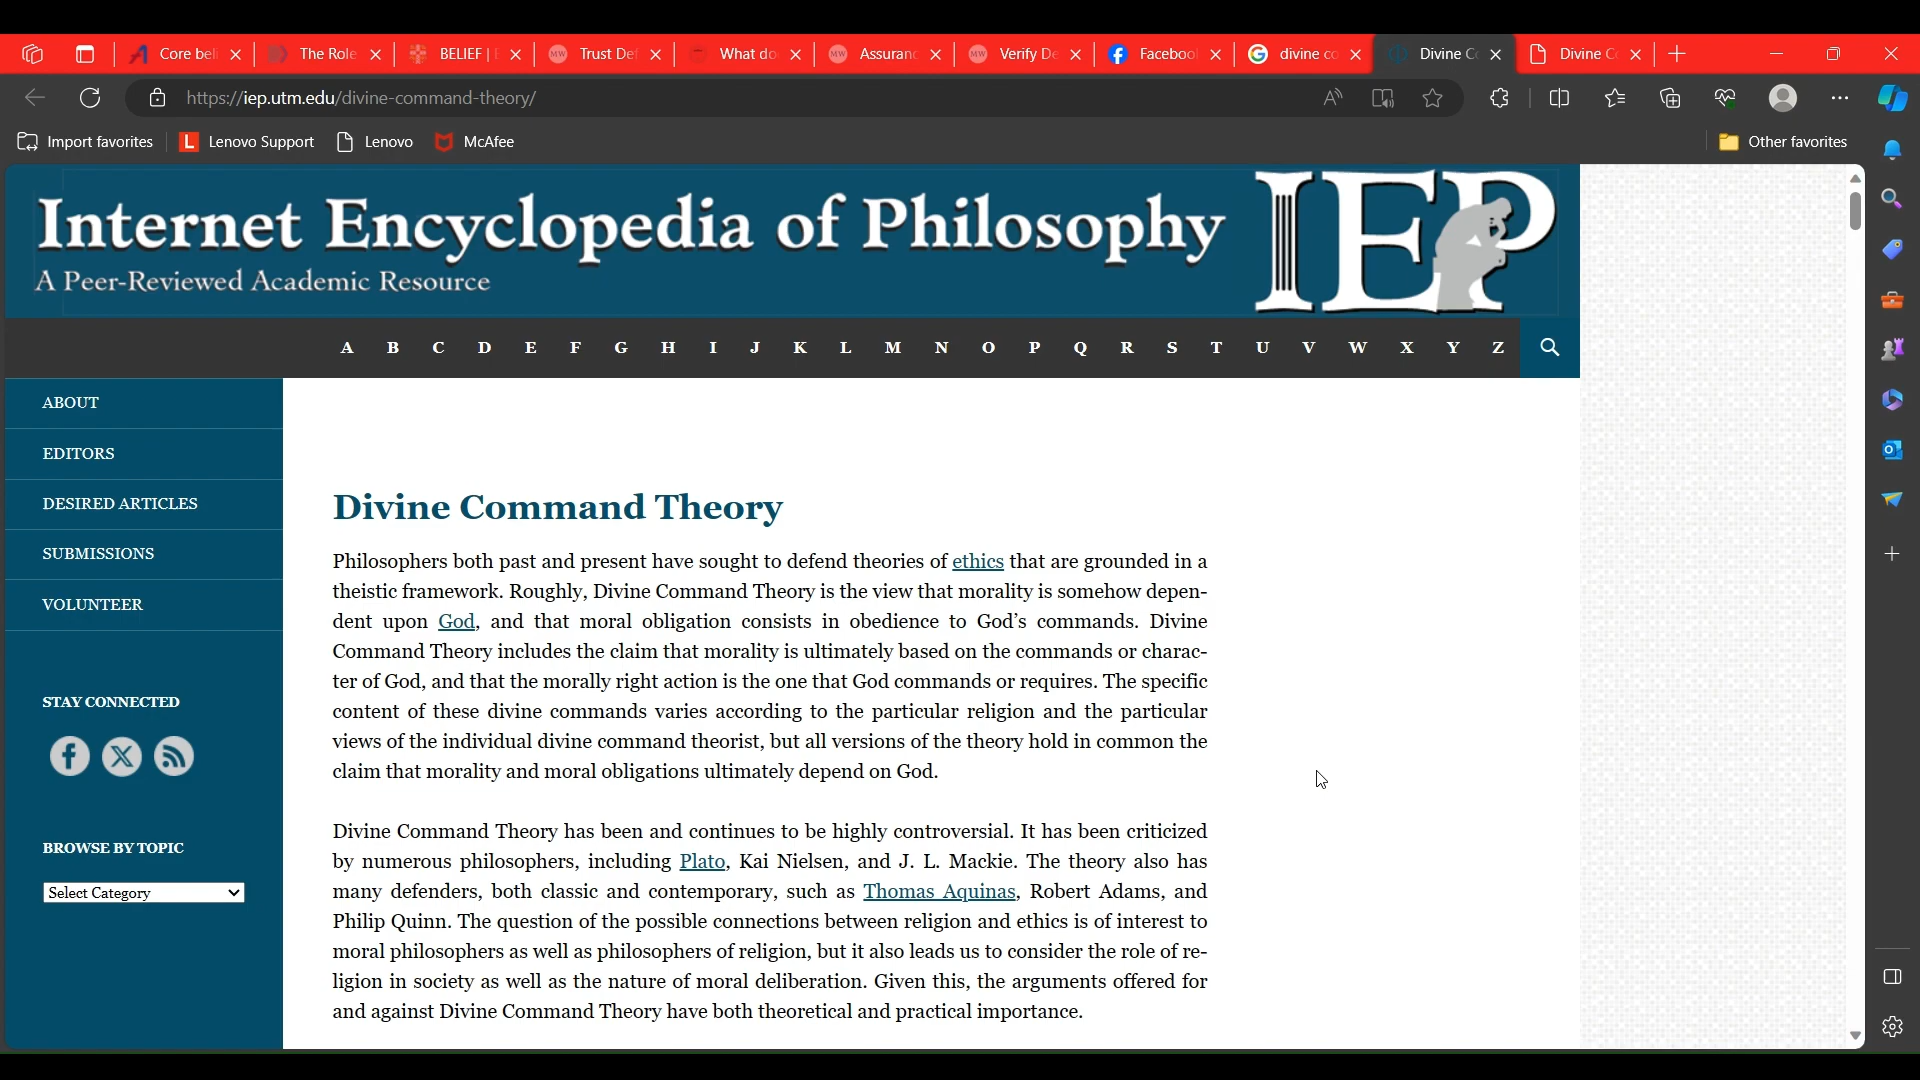 Core bel
The Role
BELIEF | E
Trust Def
What do
Assuranc
Verify De
Facebook
divine co
Divine Co
Divine Co
https://iep.utm.edu/divine-command-theory/
Import favorites
Lenovo Support
Lenovo
McAfee
Other favorites
Internet Encyclopedia of Philosophy
A Peer-Reviewed Academic Resource
IEP
A B C D E F G H I J K L M N O P Q R S T U V W X Y Z
ABOUT
EDITORS
DESIRED ARTICLES
SUBMISSIONS
VOLUNTEER
STAY CONNECTED
BROWSE BY TOPIC
Select Category
Divine Command Theory
Philosophers both past and present have sought to defend theories of ethics that are grounded in a
theistic framework. Roughly, Divine Command Theory is the view that morality is somehow depen-
dent upon God, and that moral obligation consists in obedience to God’s commands. Divine
Command Theory includes the claim that morality is ultimately based on the commands or charac-
ter of God, and that the morally right action is the one that God commands or requires. The specific
content of these divine commands varies according to the particular religion and the particular
views of the individual divine command theorist, but all versions of the theory hold in common the
claim that morality and moral obligations ultimately depend on God.
Divine Command Theory has been and continues to be highly controversial. It has been criticized
by numerous philosophers, including Plato, Kai Nielsen, and J. L. Mackie. The theory also has
many defenders, both classic and contemporary, such as Thomas Aquinas, Robert Adams, and
Philip Quinn. The question of the possible connections between religion and ethics is of interest to
moral philosophers as well as philosophers of religion, but it also leads us to consider the role of re-
ligion in society as well as the nature of moral deliberation. Given this, the arguments offered for
and against Divine Command Theory have both theoretical and practical importance.